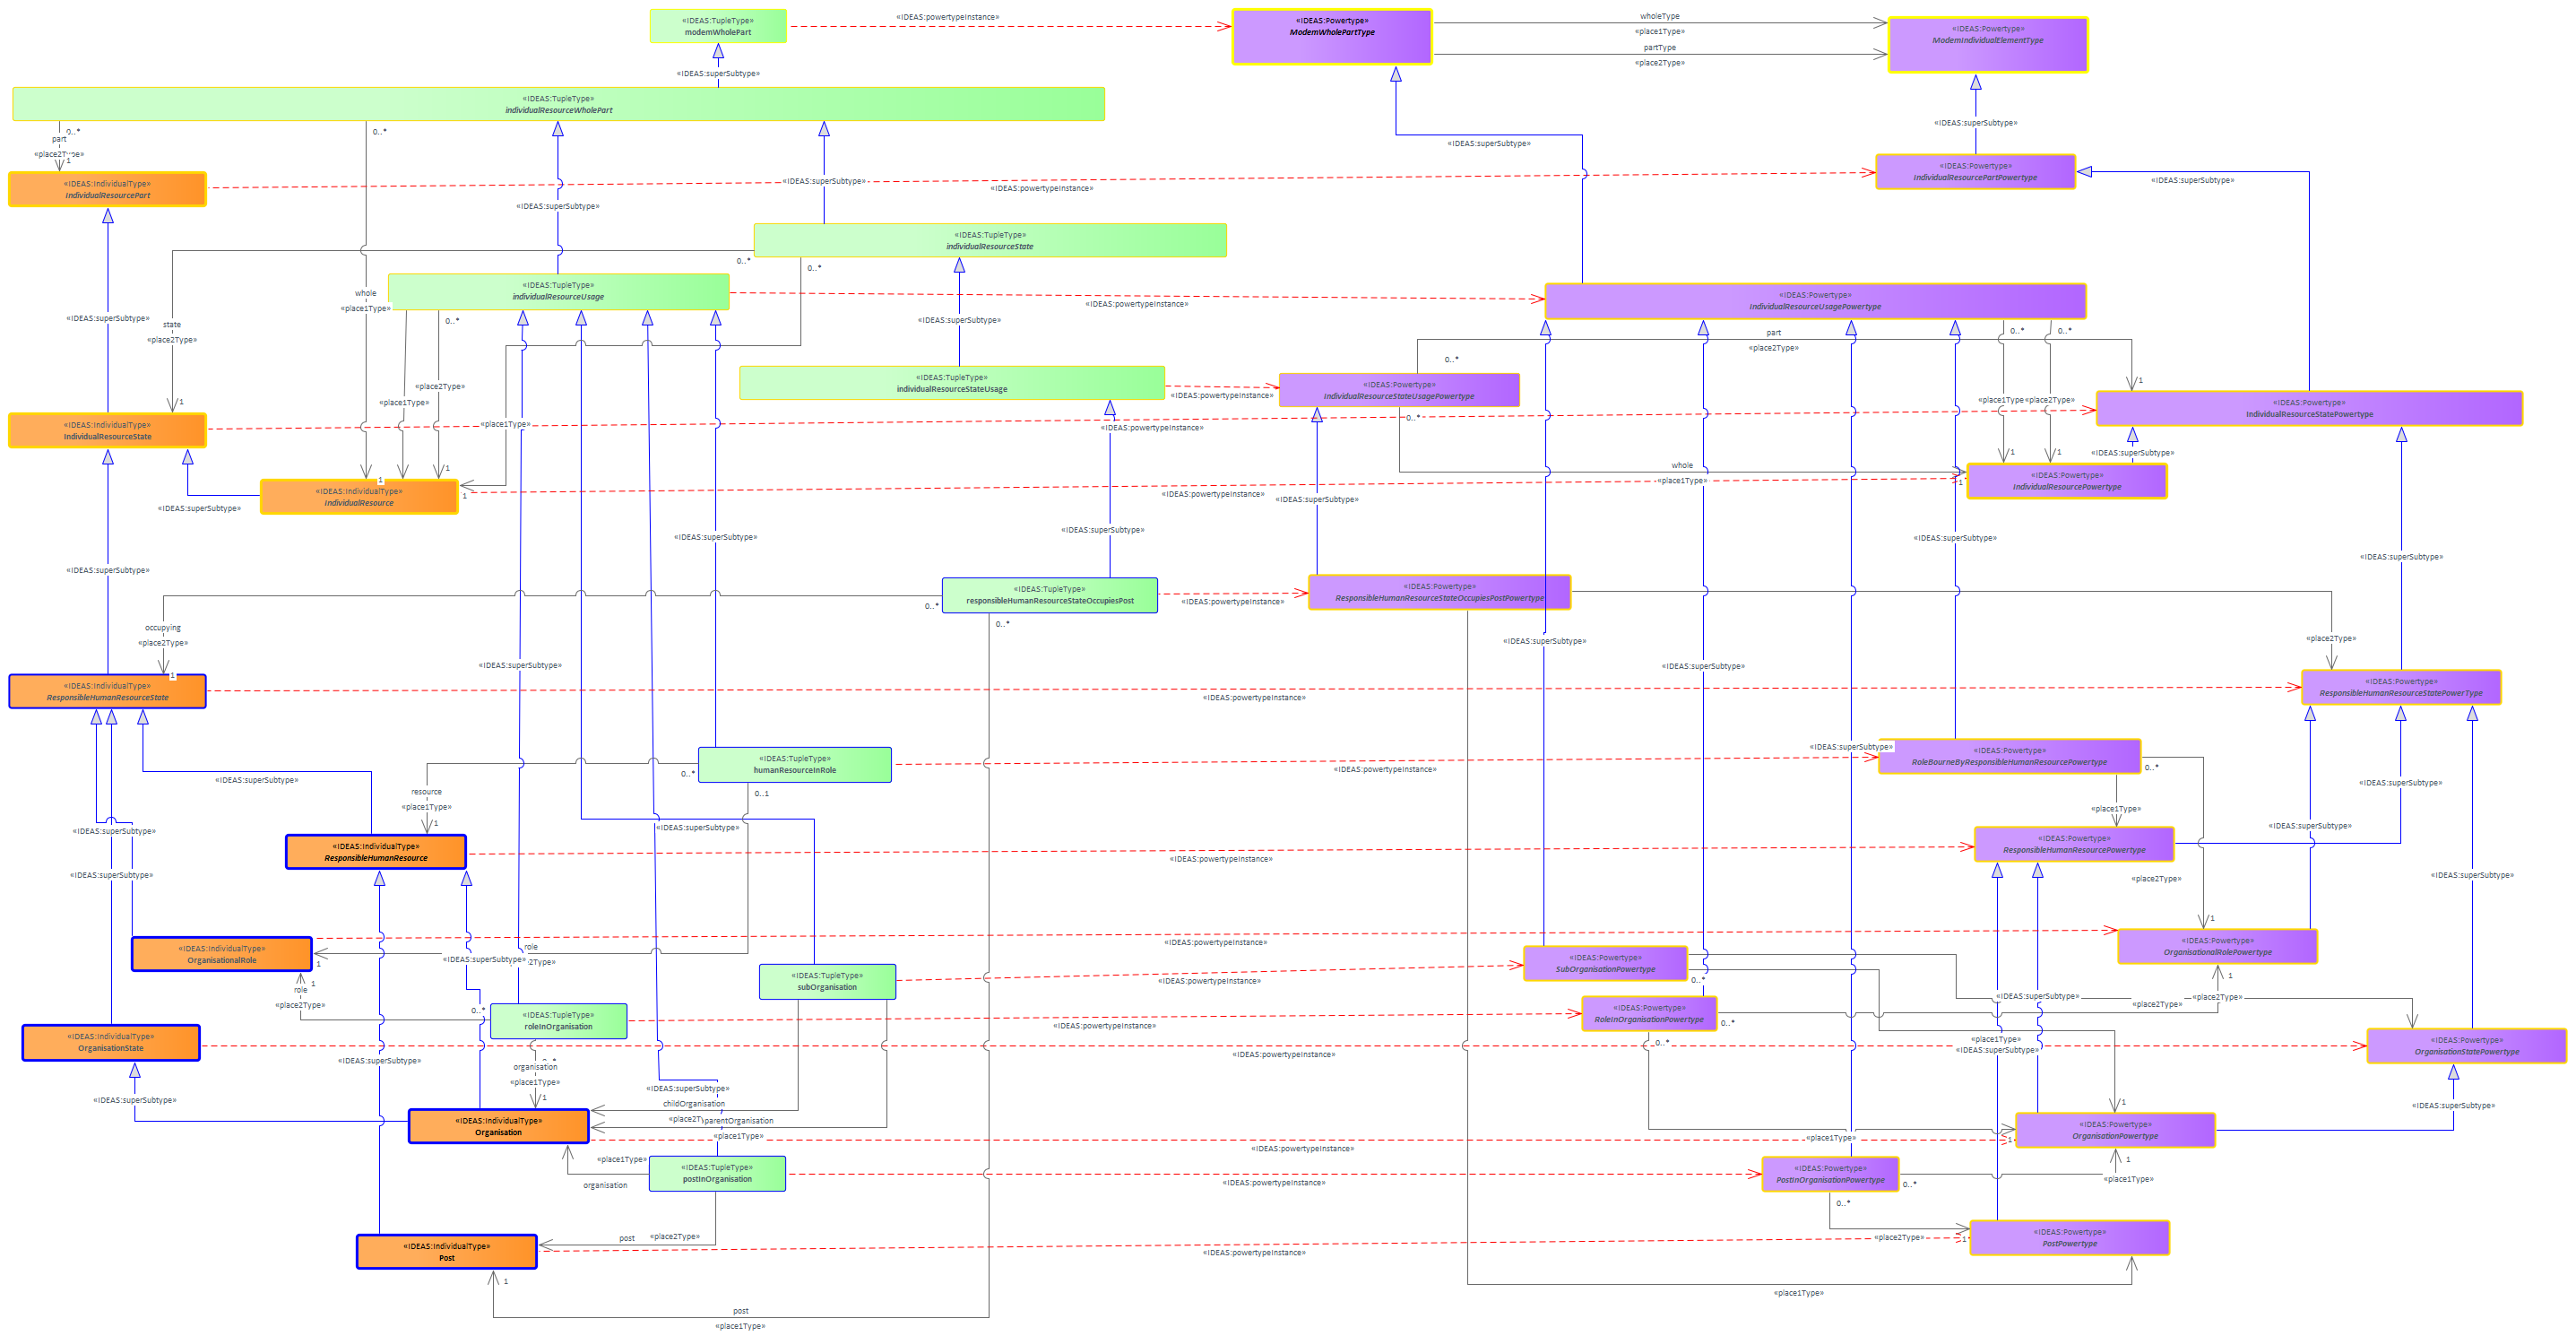 «IDEAS:TupleType»
modemWholePart
«IDEAS:powertypeInstance»
«IDEAS:Powertype»
ModemWholePartType
wholeType
«place1Type»
partType
«place2Type»
«IDEAS:Powertype»
ModemIndividualElementType
«IDEAS:superSubtype»
«IDEAS:TupleType»
individualResourceWholePart
0..*
part
«place2Type»
1
0..*
«IDEAS:superSubtype»
«IDEAS:superSubtype»
«IDEAS:IndividualType»
IndividualResourcePart
«IDEAS:superSubtype»
«IDEAS:powertypeInstance»
«IDEAS:Powertype»
IndividualResourcePartPowertype
«IDEAS:superSubtype»
«IDEAS:superSubtype»
«IDEAS:TupleType»
individualResourceState
0..*
0..*
«IDEAS:TupleType»
individualResourceUsage
whole
«place1Type»
0..*
«IDEAS:powertypeInstance»
«IDEAS:Powertype»
IndividualResourceUsagePowertype
«IDEAS:superSubtype»
state
«place2Type»
«IDEAS:superSubtype»
0..*
0..*
part
«place2Type»
0..*
«IDEAS:TupleType»
individualResourceStateUsage
«IDEAS:powertypeInstance»
«IDEAS:Powertype»
IndividualResourceStateUsagePowertype
1
«place2Type»
«place1Type»
1
«place1Type»
«place2Type»
«IDEAS:Powertype»
IndividualResourceStatePowertype
«IDEAS:IndividualType»
IndividualResourceState
«place1Type»
«IDEAS:powertypeInstance»
0..*
1
1
«IDEAS:superSubtype»
1
whole
«place1Type»
1
«IDEAS:IndividualType»
IndividualResource
1
1
«IDEAS:powertypeInstance»
«IDEAS:superSubtype»
«IDEAS:Powertype»
IndividualResourcePowertype
«IDEAS:superSubtype»
«IDEAS:superSubtype»
«IDEAS:superSubtype»
«IDEAS:superSubtype»
«IDEAS:superSubtype»
«IDEAS:superSubtype»
«IDEAS:TupleType»
responsibleHumanResourceStateOccupiesPost
0..*
0..*
«IDEAS:powertypeInstance»
«IDEAS:Powertype»
ResponsibleHumanResourceStateOccupiesPostPowertype
occupying
«place2Type»
1
«IDEAS:superSubtype»
«place2Type»
«IDEAS:superSubtype»
«IDEAS:superSubtype»
«IDEAS:IndividualType»
ResponsibleHumanResourceState
«IDEAS:powertypeInstance»
«IDEAS:Powertype»
ResponsibleHumanResourceStatePowerType
«IDEAS:TupleType»
humanResourceInRole
0..*
0..1
«IDEAS:powertypeInstance»
«IDEAS:superSubtype»
«IDEAS:Powertype»
RoleBourneByResponsibleHumanResourcePowertype
0..*
«IDEAS:superSubtype»
resource
«place1Type»
1
«IDEAS:superSubtype»
«place1Type»
«IDEAS:superSubtype»
«IDEAS:superSubtype»
«IDEAS:superSubtype»
«IDEAS:IndividualType»
ResponsibleHumanResource
«IDEAS:powertypeInstance»
«IDEAS:Powertype»
ResponsibleHumanResourcePowertype
«IDEAS:superSubtype»
«place2Type»
«IDEAS:superSubtype»
1
«IDEAS:IndividualType»
OrganisationalRole
1
role
2Type»
«IDEAS:superSubtype»
«IDEAS:powertypeInstance»
«IDEAS:Powertype»
OrganisationalRolePowertype
«IDEAS:TupleType»
subOrganisation
«IDEAS:powertypeInstance»
«IDEAS:Powertype»
SubOrganisationPowertype
0..*
1
1
role
«place2Type»
0..*
«IDEAS:superSubtype»
«place2Type»
«place2Type»
«IDEAS:TupleType»
roleInOrganisation
«IDEAS:powertypeInstance»
«IDEAS:Powertype»
RoleInOrganisationPowertype
0..*
0..*
«IDEAS:IndividualType»
OrganisationState
«IDEAS:powertypeInstance»
«place1Type»
«IDEAS:superSubtype»
«IDEAS:Powertype»
OrganisationStatePowertype
«IDEAS:superSubtype»
organisation
«place1Type»
1
«IDEAS:superSubtype»
childOrganisation
«place2T
parentOrganisation
«place1Type»
«IDEAS:superSubtype»
«IDEAS:superSubtype»
1
«IDEAS:IndividualType»
Organisation
«IDEAS:powertypeInstance»
«place1Type»
1
«IDEAS:Powertype»
OrganisationPowertype
«place1Type»
organisation
«IDEAS:TupleType»
postInOrganisation
«IDEAS:powertypeInstance»
«IDEAS:Powertype»
PostInOrganisationPowertype
0..*
0..*
1
«place1Type»
post
«place2Type»
«IDEAS:IndividualType»
Post
«IDEAS:powertypeInstance»
«place2Type»
1
«IDEAS:Powertype»
PostPowertype
1
post
«place1Type»
«place1Type»